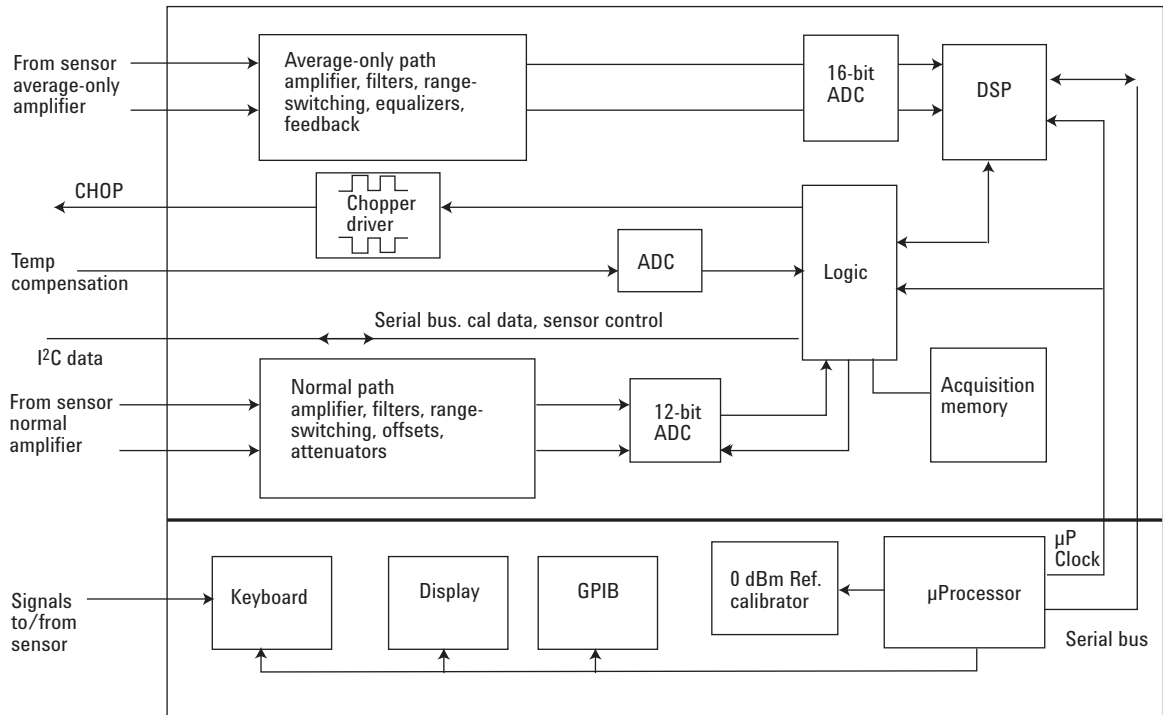 From sensor
average-only
amplifier
Average-only path
amplifier, filters, range-
switching, equalizers,
feedback
16-bit
ADC
DSP
CHOP
Chopper
driver
Temp
compensation
ADC
Logic
Serial bus. cal data, sensor control
I²C data
From sensor
normal
amplifier
Normal path
amplifier, filters, range-
switching, offsets,
attenuators
12-bit
ADC
Acquisition
memory
µP
Clock
Signals
to/from
sensor
Keyboard
Display
GPIB
0 dBm Ref.
calibrator
µProcessor
Serial bus